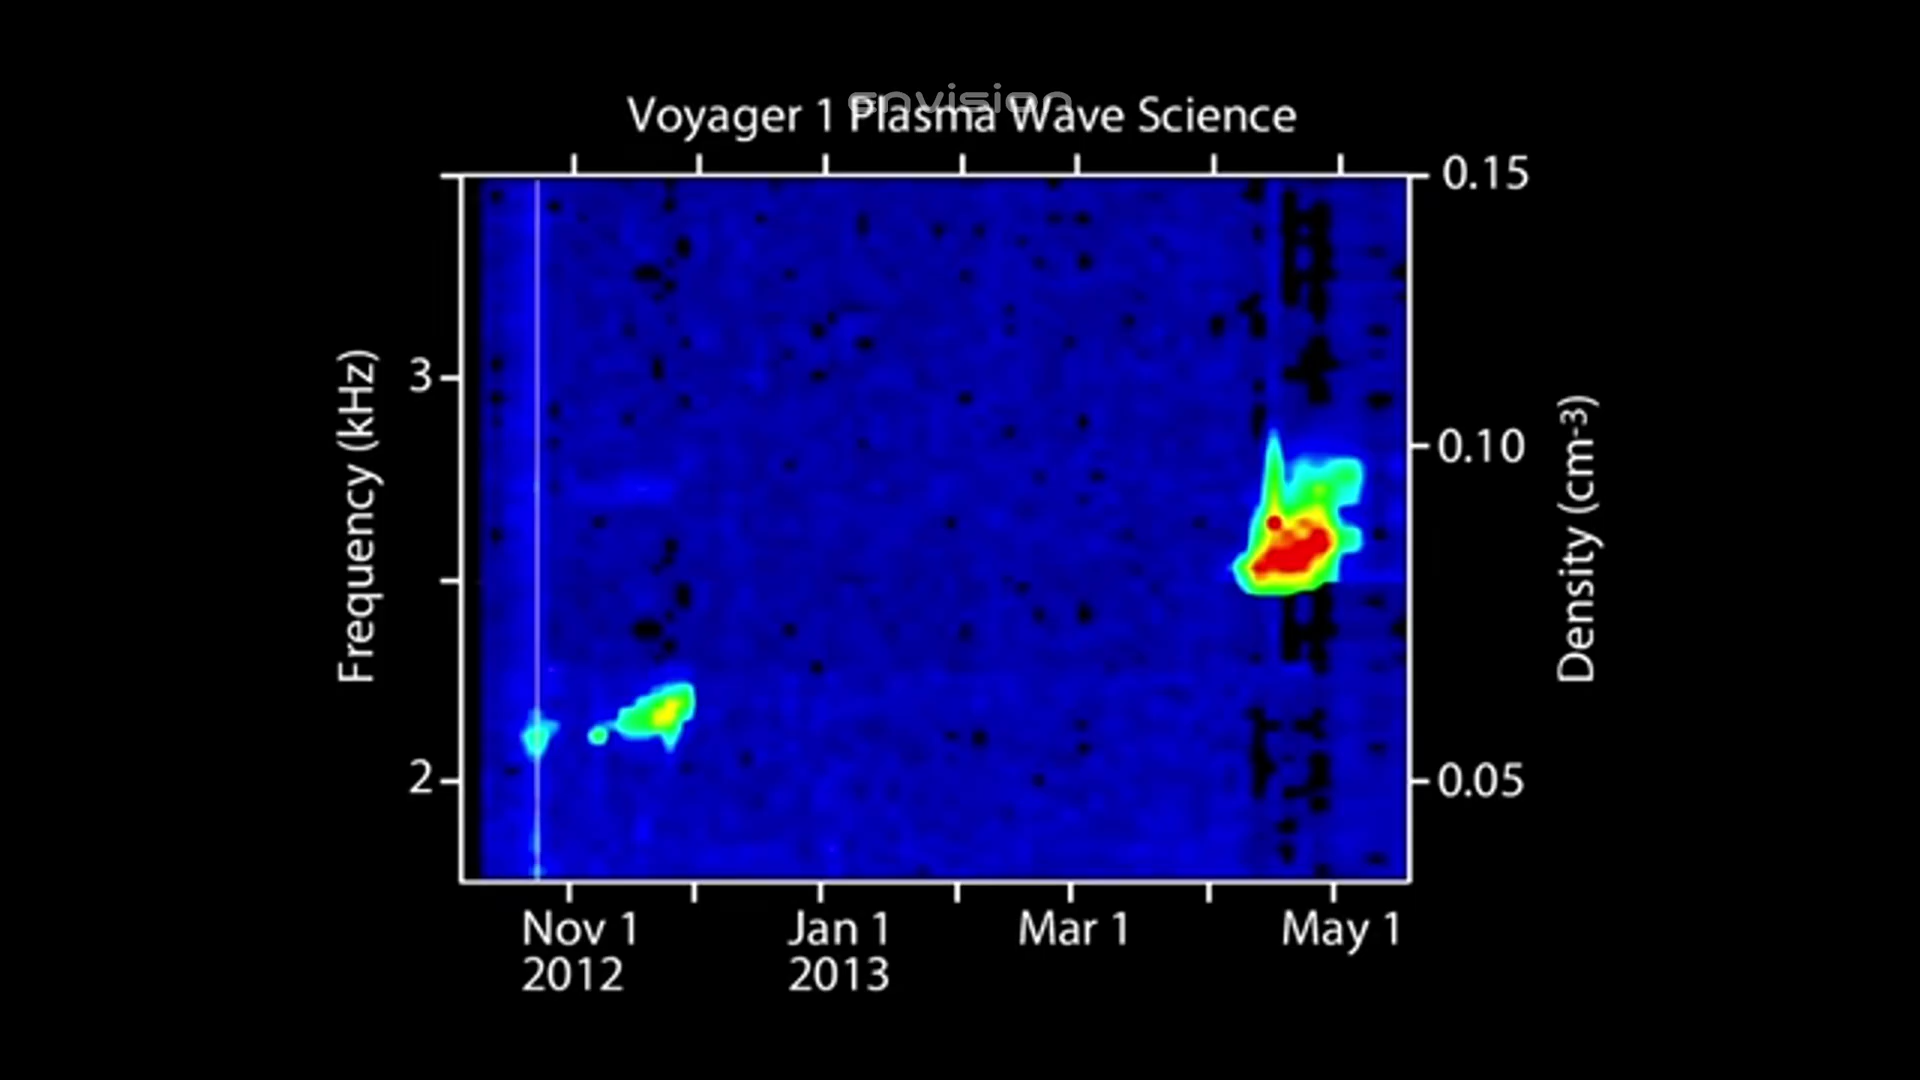 envision
Voyager 1 Plasma Wave Science
0.15
3
0.10
2
0.05
Frequency (kHz)
Density (cm-3)
Nov 1
2012
Jan 1
2013
Mar 1
May 1